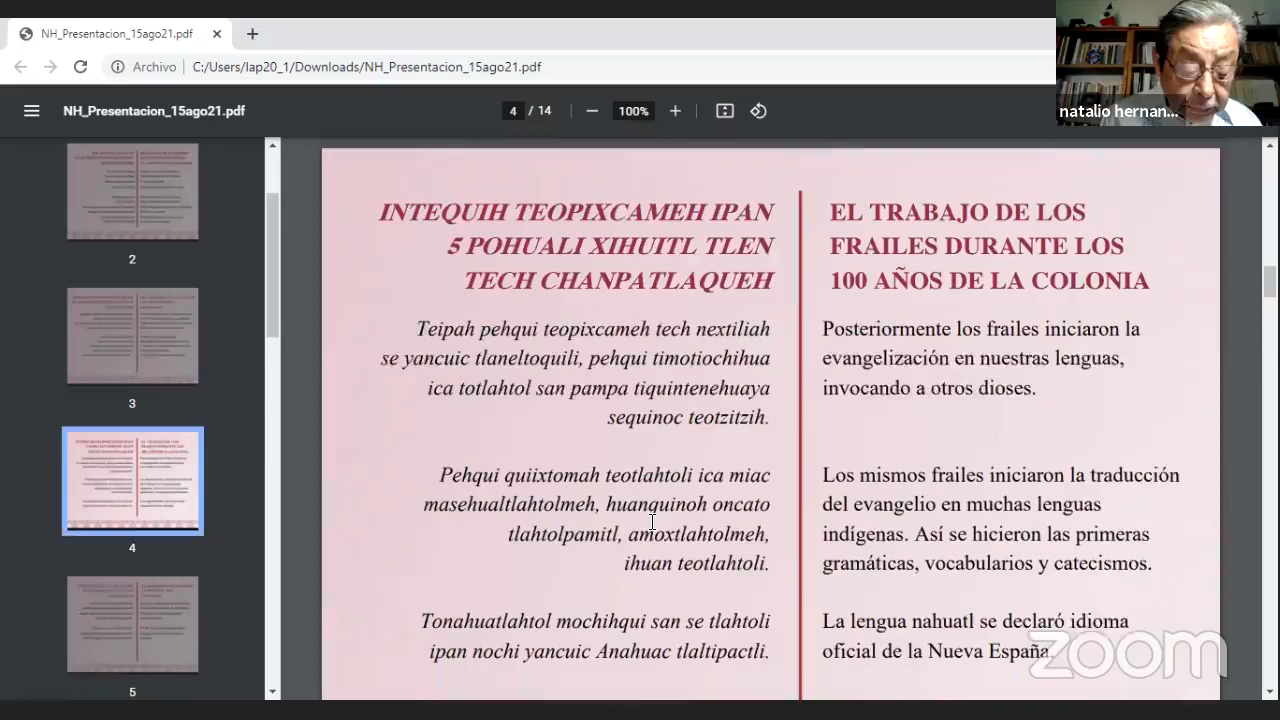 NH_Presentacion_15ago21.pdf
Archivo
C:/Users/lap20_1/Downloads/NH_Presentacion_15ago21.pdf
NH_Presentacion_15ago21.pdf
4 / 14
100%
natalio hernan...
2
3
4
5
INTEQUIH TEOPIXCAMEH IPAN
5 POHUALI XIHUITL TLEN
TECH CHANPATLAQUEH
Teipah pehqui teopixcameh tech nextiliah
se yancuic tlaneltoquili, pehqui timotiochihua
ica totlahtol san pampa tiquintenehuaya
sequinoc teotzitzih.
Pehqui quiixtomah teotlahtoli ica miac
masehualtlahtolmeh, huanquinoh oncato
tlahtolpamitl, amoxtlahtolmeh,
ihuan teotlahtoli.
Tonahuatlahtol mochihqui san se tlahtoli
ipan nochi yancuic Anahuac tlaltipactli.
EL TRABAJO DE LOS
FRAILES DURANTE LOS
100 AÑOS DE LA COLONIA
Posteriormente los frailes iniciaron la
evangelización en nuestras lenguas,
invocando a otros dioses.
Los mismos frailes iniciaron la traducción
del evangelio en muchas lenguas
indígenas. Así se hicieron las primeras
gramáticas, vocabularios y catecismos.
La lengua nahuatl se declaró idioma
oficial de la Nueva España.
zoom